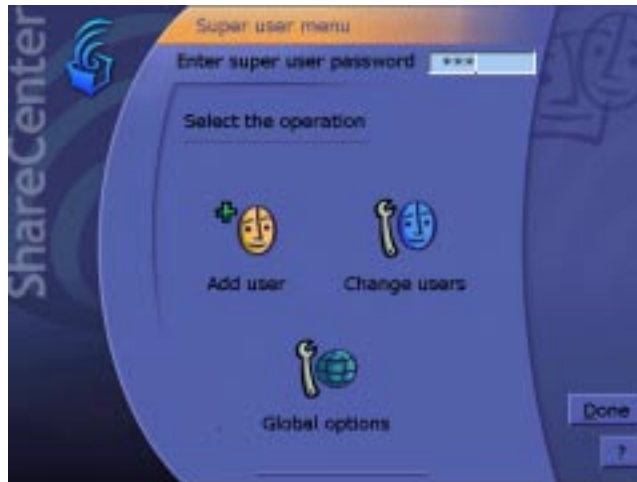 ShareCenter
Super user menu
Enter super user password ***
Select the operation
Add user
Change users
Global options
Done
?